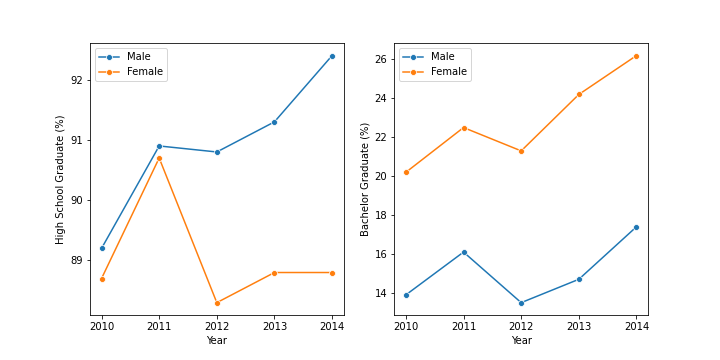 Male
Female
High School Graduate (%)
92
91
90
89
2010 2011 2012 2013 2014
Year
Male
Female
Bachelor Graduate (%)
26
24
22
20
18
16
14
2010 2011 2012 2013 2014
Year